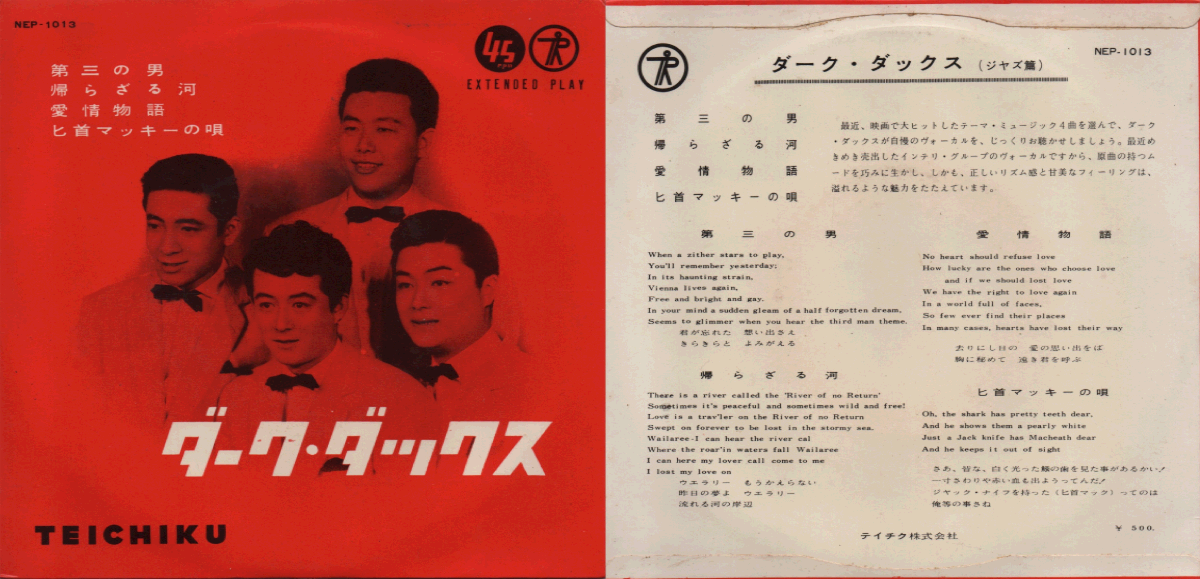 NEP-1013
45
RPM
EXTENDED PLAY
第三の男
帰らざる河
愛情物語
匕首マッキーの唄
ダーク・ダックス
TEICHIKU
ダーク・ダックス (ジャズ篇)
NEP-1013
第三の男
帰らざる河
愛情物語
匕首マッキーの唄
最近、映画で大ヒットしたテーマ・ミュージック4曲を選んで、ダーク
・ダックスが自慢のヴォーカルを、じっくりお聴かせしましょう。最近め
きめき売出したインテリ・グループのヴォーカルですから、原曲の持つム
ードを巧みに生かし、しかも、正しいリズム感と甘美なフィーリングは、
溢れるような魅力をたたえています。
第三の男
When a zither stars to play,
You'll remember yesterday;
In its haunting strain,
Vienna lives again,
Free and bright and gay.
In your mind a sudden gleam of a half forgotten dream,
Seems to glimmer when you hear the third man theme.
君が忘れた 想い出さえ
きらきらと よみがえる
帰らざる河
There is a river called the 'River of no Return'
Sometimes it's peaceful and sometimes wild and free!
Love is a trav'ler on the River of no Return
Swept on forever to be lost in the stormy sea.
Wailaree-I can hear the river cal
Where the roar'in waters fall Wailaree
I can here my lover call come to me
I lost my love on
ウエラリー もうかえらない
昨日の夢よ ウエラリー
流れる河の岸辺
愛情物語
No heart should refuse love
How lucky are the ones who choose love
and if we should lost love
We have the right to love again
In a world full of faces,
So few ever find their places
In many cases, hearts have lost their way
去りにし日の 愛の思い出をば
胸に秘めて 遠き君を呼ぶ
匕首マッキーの唄
Oh, the shark has pretty teeth dear,
And he shows them a pearly white
Just a Jack knife has Macheath dear
And he keeps it out of sight
さあ、皆な、白く光った鱶の歯を見た事があるかい!
一寸さわりや赤い血も出ようってんだ!
ジャック・ナイフを持った(匕首マック)ってのは
俺等の事さね
¥ 500.
テイチク株式会社